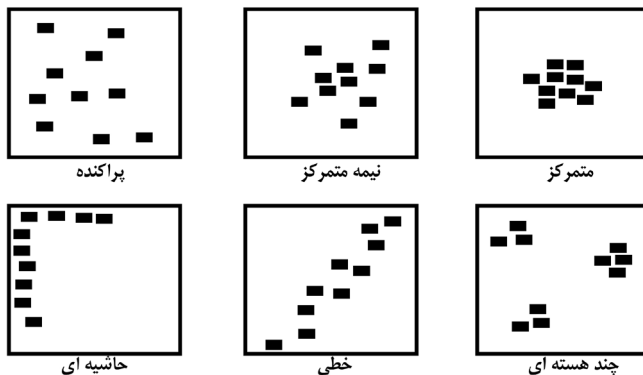 متمرکز
نیمه متمرکز
پراکنده
چند هسته ای
خطی
حاشیه ای